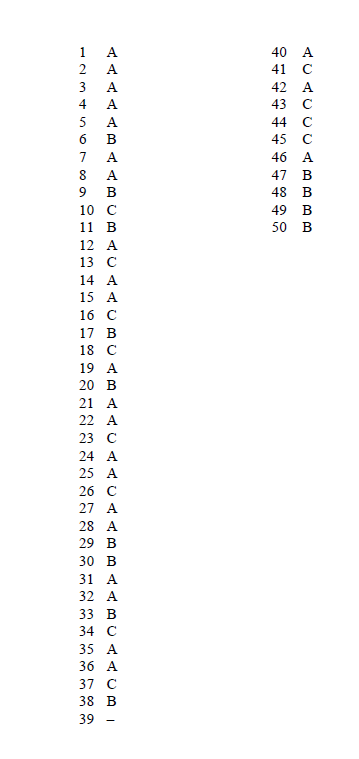 1 A
2 A
3 A
4 A
5 A
6 B
7 A
8 A
9 B
10 C
11 B
12 A
13 C
14 A
15 A
16 C
17 B
18 C
19 A
20 B
21 A
22 A
23 C
24 A
25 A
26 C
27 A
28 A
29 B
30 B
31 A
32 A
33 B
34 C
35 A
36 A
37 C
38 B
39 –
40 A
41 C
42 A
43 C
44 C
45 C
46 A
47 B
48 B
49 B
50 B